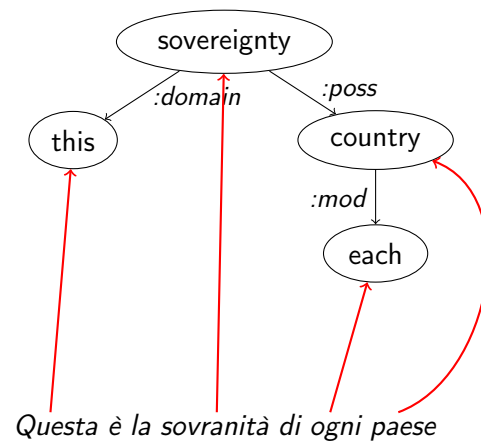 sovereignty
:domain
:poss
this
country
:mod
each
Questa è la sovranità di ogni paese